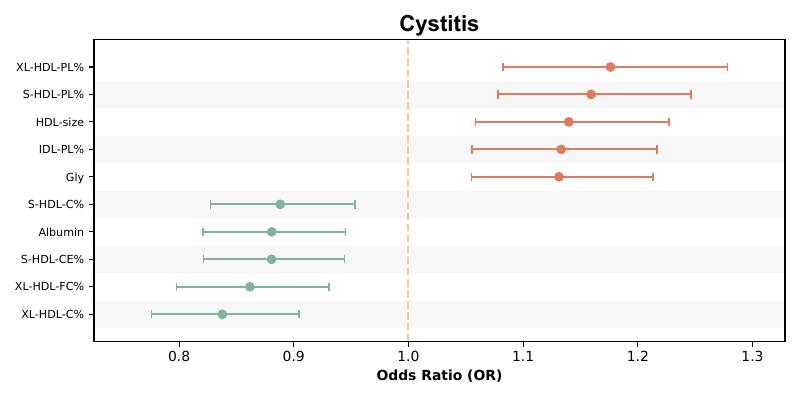 Cystitis
XL-HDL-PL%
S-HDL-PL%
HDL-size
IDL-PL%
Gly
S-HDL-C%
Albumin
S-HDL-CE%
XL-HDL-FC%
XL-HDL-C%
0.8 0.9 1.0 1.1 1.2 1.3
Odds Ratio (OR)